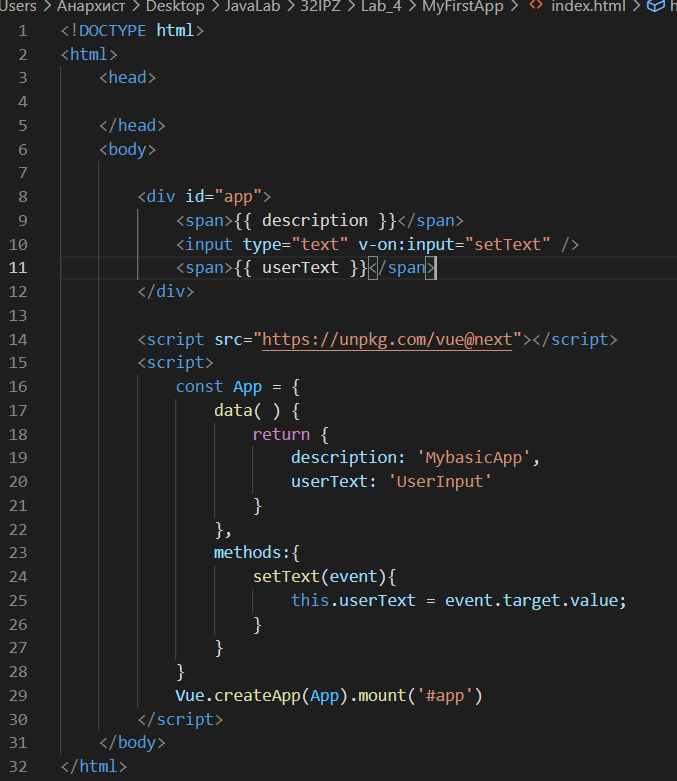 Users > Анархист > Desktop > JavaLab > 32IPZ > Lab_4 > MyFirstApp > <> index.html >
1 <!DOCTYPE html>
2 <html>
3 <head>
4
5 </head>
6 <body>
7
8 <div id="app">
9 <span>{{ description }}</span>
10 <input type="text" v-on:input="setText" />
11 <span>{{ userText }}</span>
12 </div>
13
14 <script src="https://unpkg.com/vue@next"></script>
15 <script>
16 const App = {
17 data( ) {
18 return {
19 description: 'MybasicApp',
20 userText: 'UserInput'
21 }
22 },
23 methods:{
24 setText(event){
25 this.userText = event.target.value;
26 }
27 }
28 }
29 Vue.createApp(App).mount('#app')
30 </script>
31 </body>
32 </html>